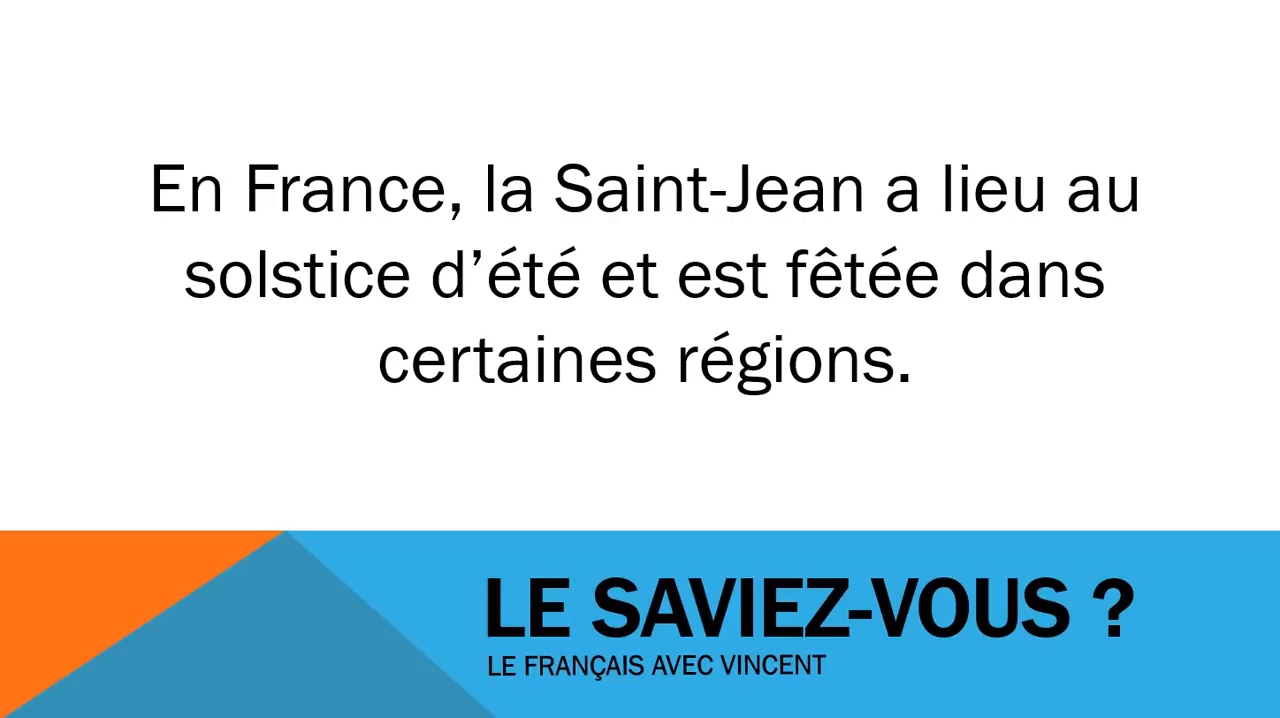 En France, la Saint-Jean a lieu au
solstice d’été et est fêtée dans
certaines régions.
LE SAVIEZ-VOUS ?
LE FRANÇAIS AVEC VINCENT